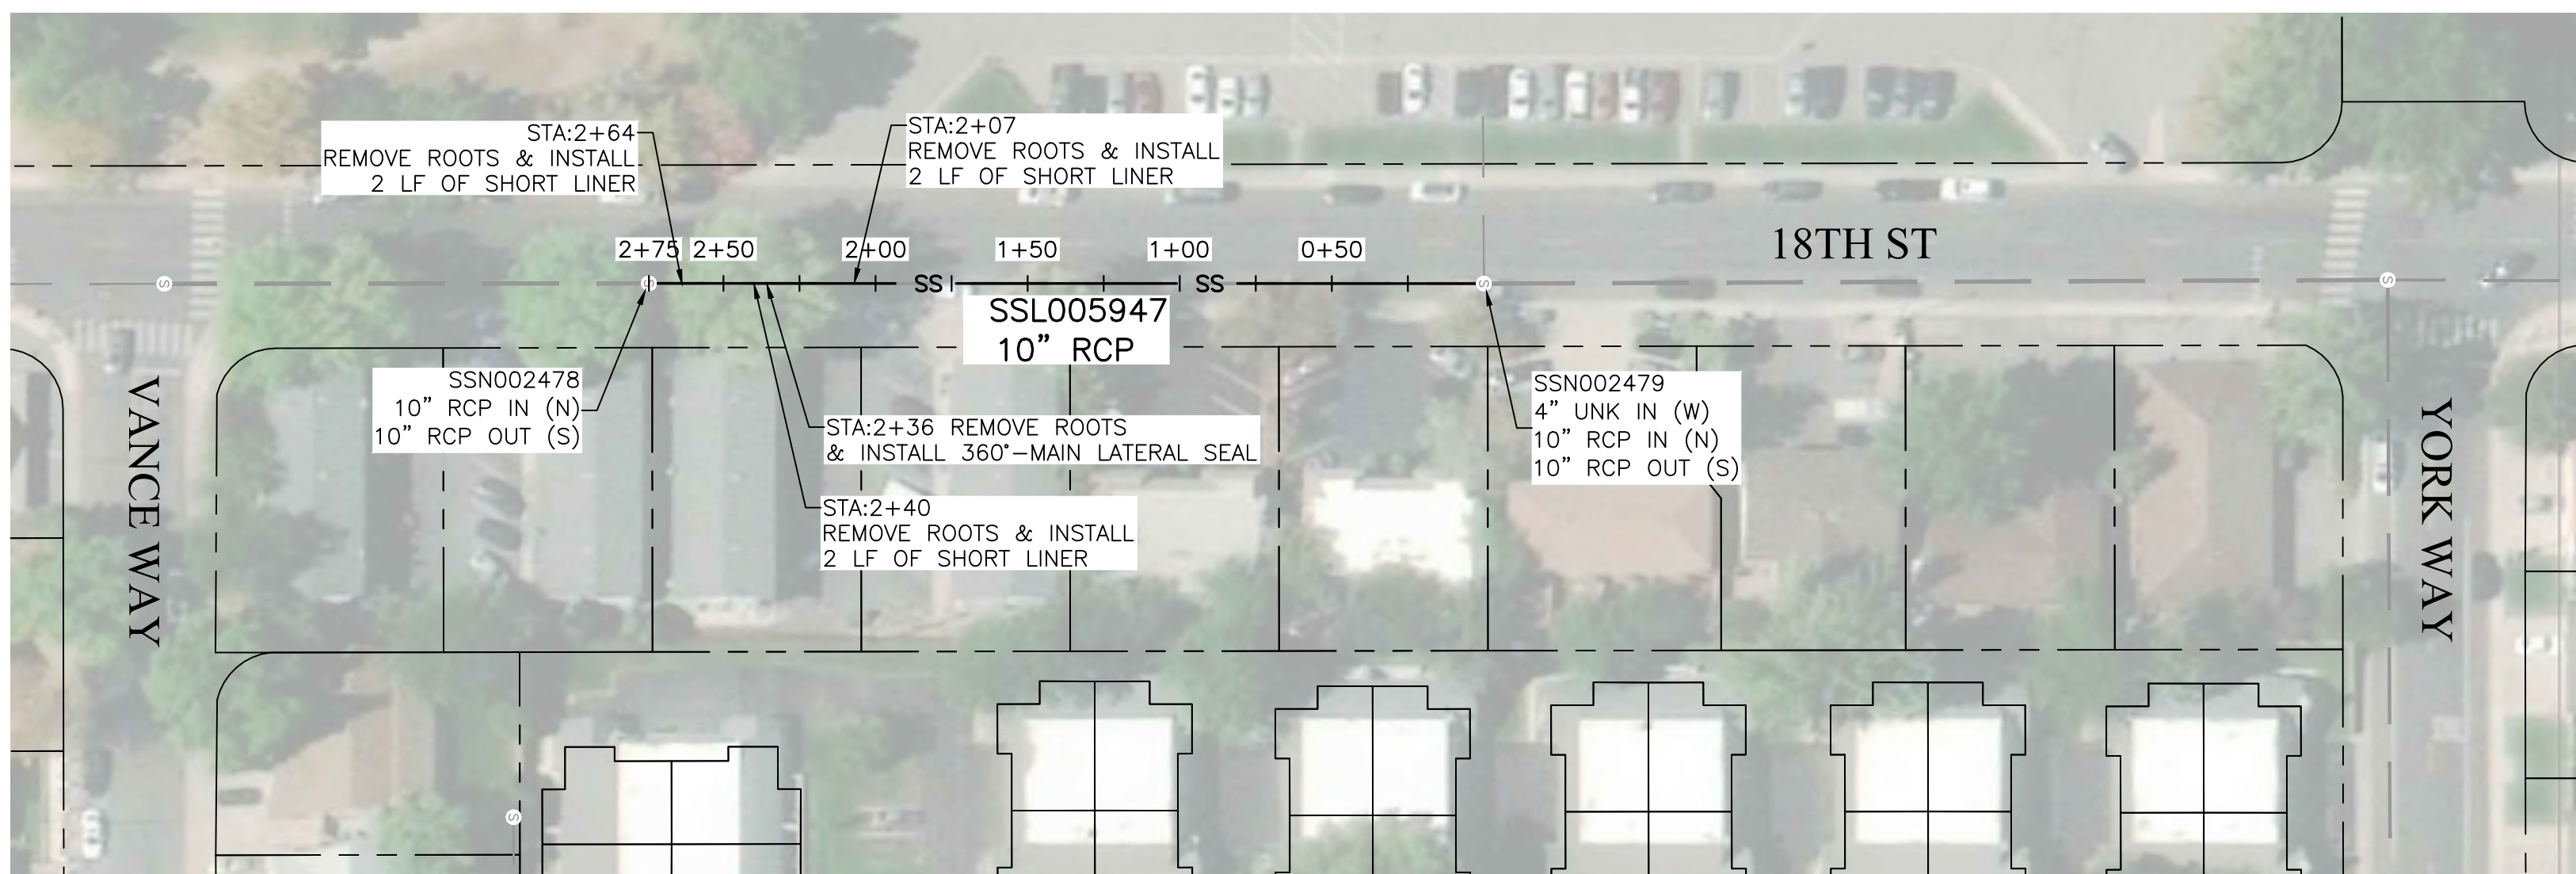 STA:2+64
REMOVE ROOTS & INSTALL
2 LF OF SHORT LINER
STA:2+07
REMOVE ROOTS & INSTALL
2 LF OF SHORT LINER
2+75
2+50
2+00
1+50
1+00
0+50
18TH ST
S
S
SS
SS
S
S
SSL005947
10” RCP
SSN002478
10” RCP IN (N)
10” RCP OUT (S)
SSN002479
4” UNK IN (W)
10” RCP IN (N)
10” RCP OUT (S)
STA:2+36 REMOVE ROOTS
& INSTALL 360°-MAIN LATERAL SEAL
STA:2+40
REMOVE ROOTS & INSTALL
2 LF OF SHORT LINER
VANCE WAY
YORK WAY
S